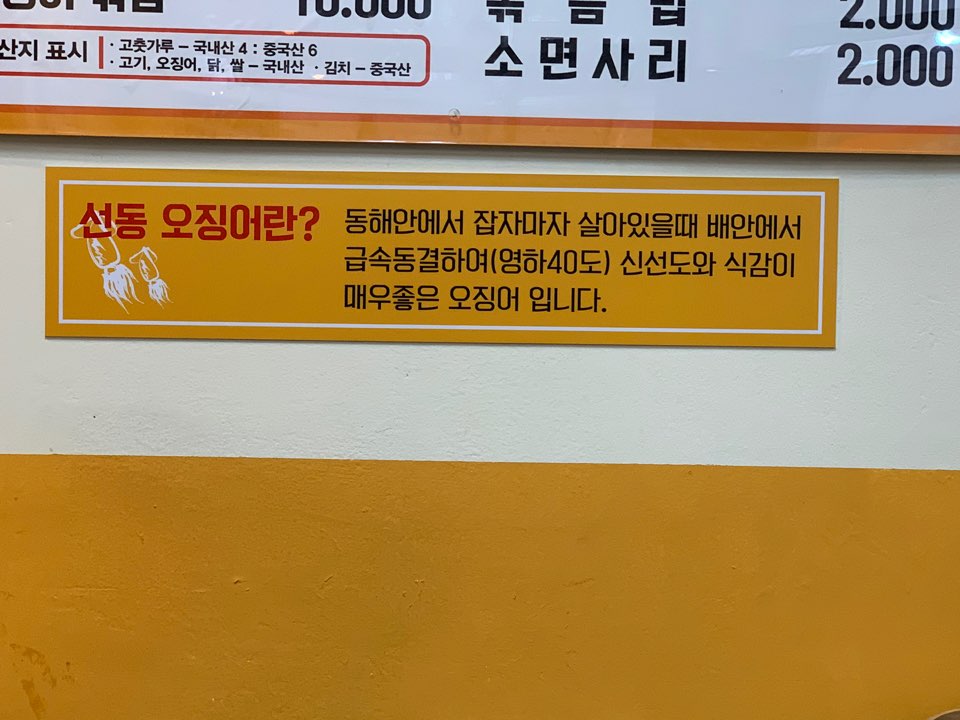 볶음밥 2.000
산지 표시 · 고춧가루 – 국내산 4 : 중국산 6
· 고기, 오징어, 닭, 쌀 – 국내산 · 김치 – 중국산
소면사리 2.000
선동 오징어란?
동해안에서 잡자마자 살아있을때 배안에서
급속동결하여(영하40도) 신선도와 식감이
매우좋은 오징어 입니다.